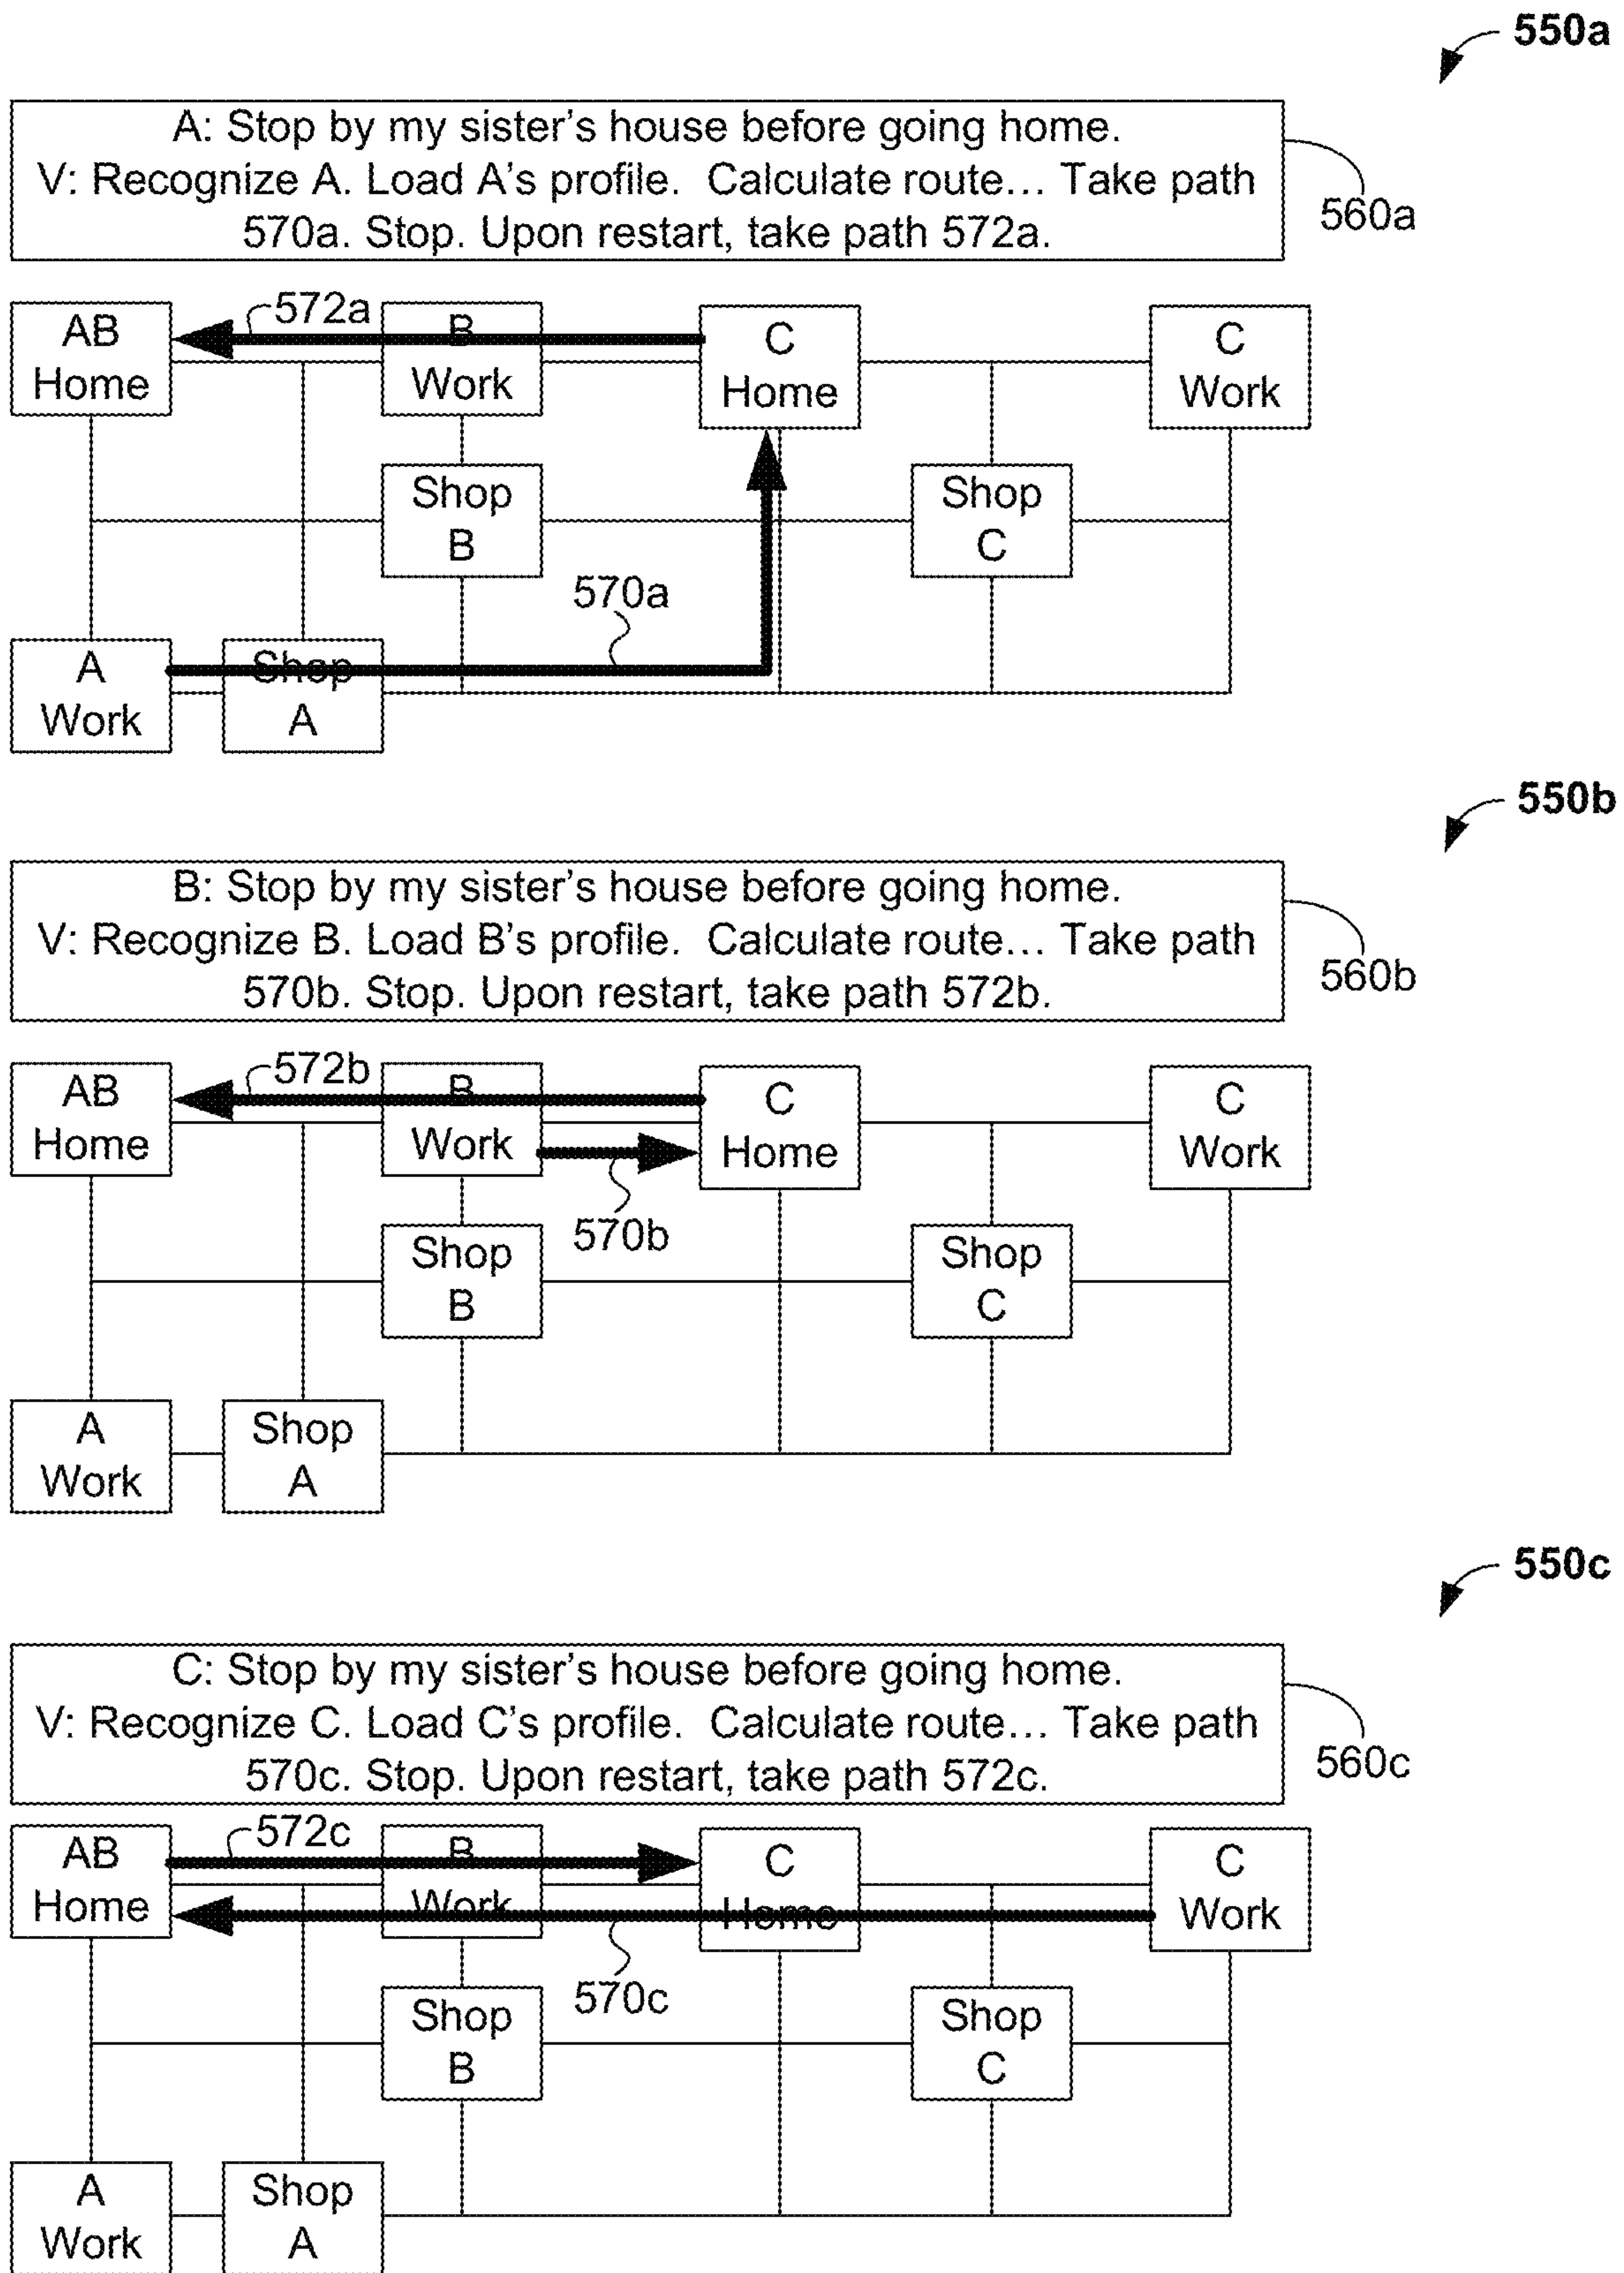 550a
A: Stop by my sister's house before going home.
V: Recognize A. Load A's profile.  Calculate route... Take path
570a. Stop. Upon restart, take path 572a.
560a
AB
Home
572a
B
Work
C
Home
C
Work
Shop
B
Shop
C
570a
A
Work
Shop
A
550b
B: Stop by my sister's house before going home.
V: Recognize B. Load B's profile.  Calculate route... Take path
570b. Stop. Upon restart, take path 572b.
560b
AB
Home
572b
B
Work
C
Home
C
Work
570b
Shop
B
Shop
C
A
Work
Shop
A
550c
C: Stop by my sister's house before going home.
V: Recognize C. Load C's profile.  Calculate route... Take path
570c. Stop. Upon restart, take path 572c.
560c
AB
Home
572c
B
Work
C
Home
C
Work
570c
Shop
B
Shop
C
A
Work
Shop
A